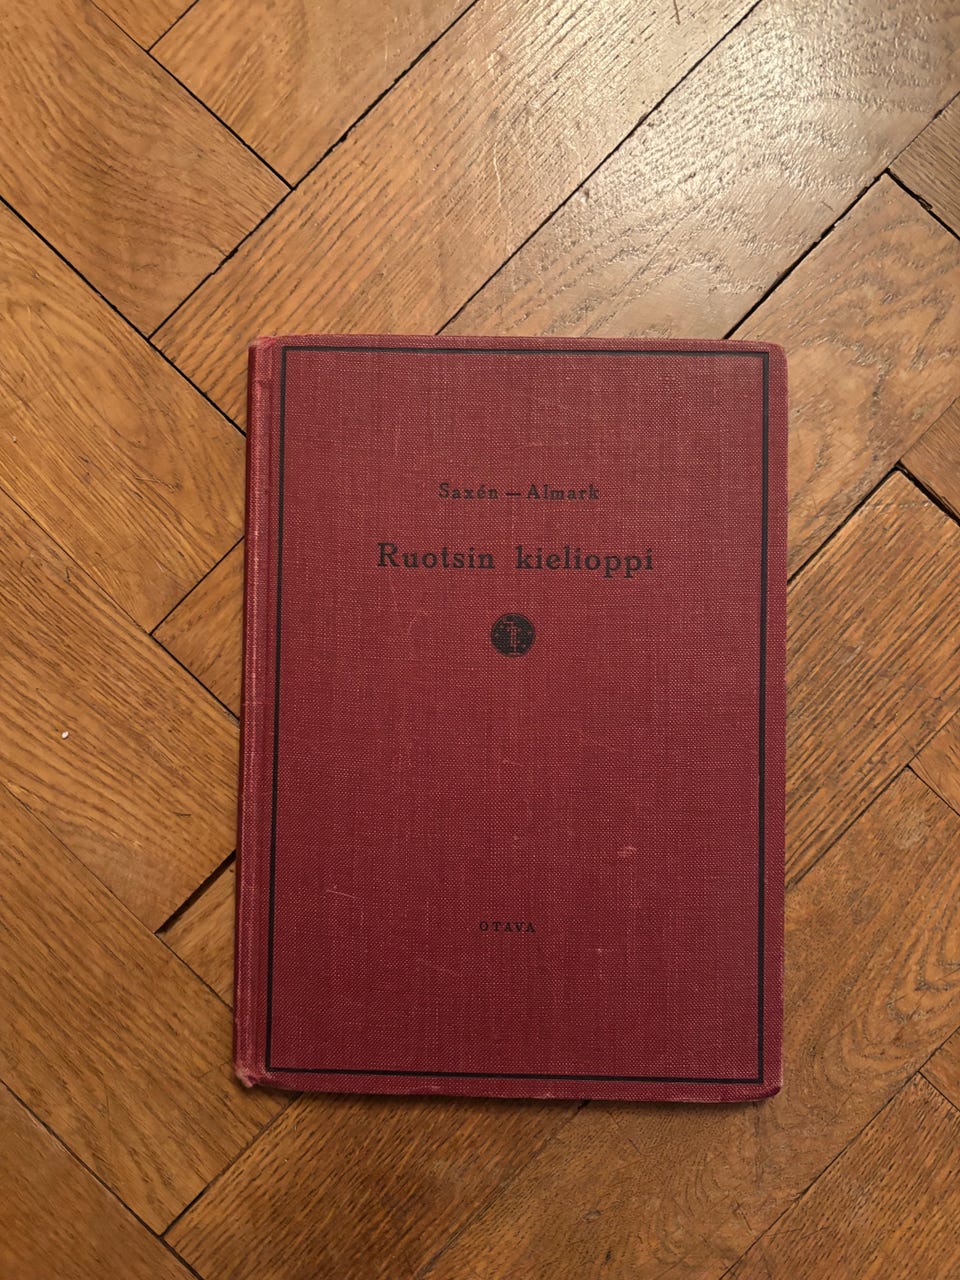 Saxén — Almark
Ruotsin kielioppi
OTAVA